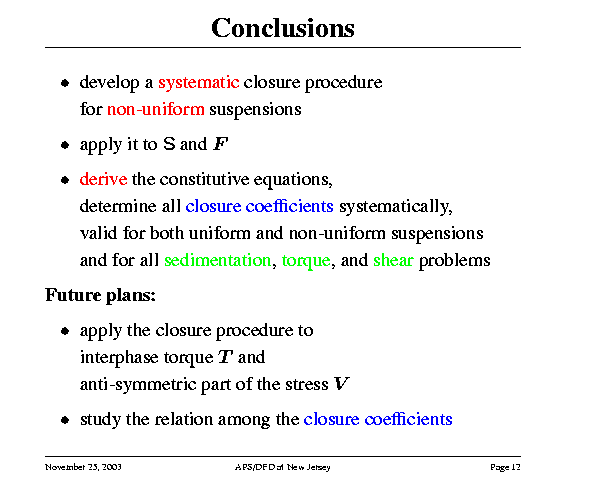 Conclusions
• develop a systematic closure procedure
for non-uniform suspensions
• apply it to S and F
• derive the constitutive equations,
determine all closure coefficients systematically,
valid for both uniform and non-uniform suspensions
and for all sedimentation, torque, and shear problems
Future plans:
• apply the closure procedure to
interphase torque T and
anti-symmetric part of the stress V
• study the relation among the closure coefficients
November 25, 2003 APS/DFD at New Jersey Page 12